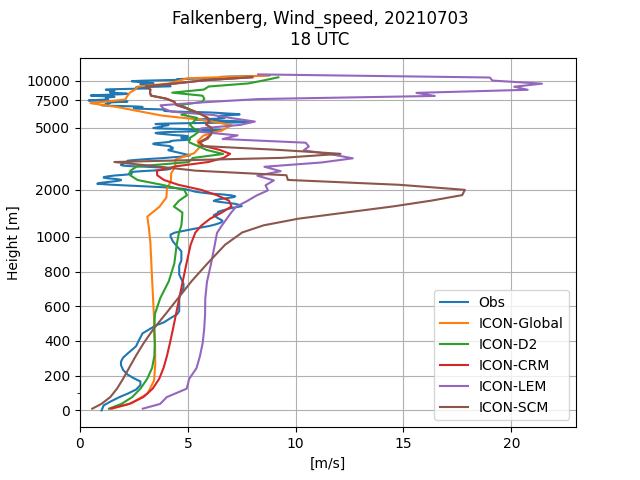 Falkenberg, Wind_speed, 20210703
18 UTC
10000
7500
5000
2000
1000
800
600
400
200
0
Height [m]
0 5 10 15 20
[m/s]
Obs
ICON-Global
ICON-D2
ICON-CRM
ICON-LEM
ICON-SCM